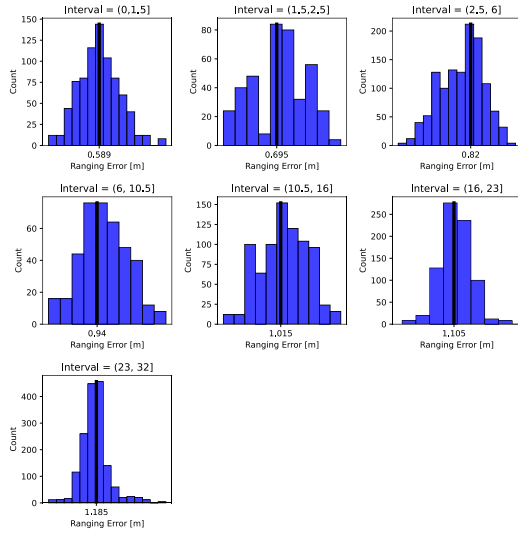 Interval = (0,1.5]
150
125
100
75
50
25
0
Count
0.589
Ranging Error [m]
Interval = (1.5,2.5]
80
60
40
20
0
Count
0.695
Ranging Error [m]
Interval = (2.5, 6]
200
150
100
50
0
Count
0.82
Ranging Error [m]
Interval = (6, 10.5]
60
40
20
0
Count
0.94
Ranging Error [m]
Interval = (10.5, 16]
150
125
100
75
50
25
0
Count
1.015
Ranging Error [m]
Interval = (16, 23]
250
200
150
100
50
0
Count
1.105
Ranging Error [m]
Interval = (23, 32]
400
300
200
100
0
Count
1.185
Ranging Error [m]